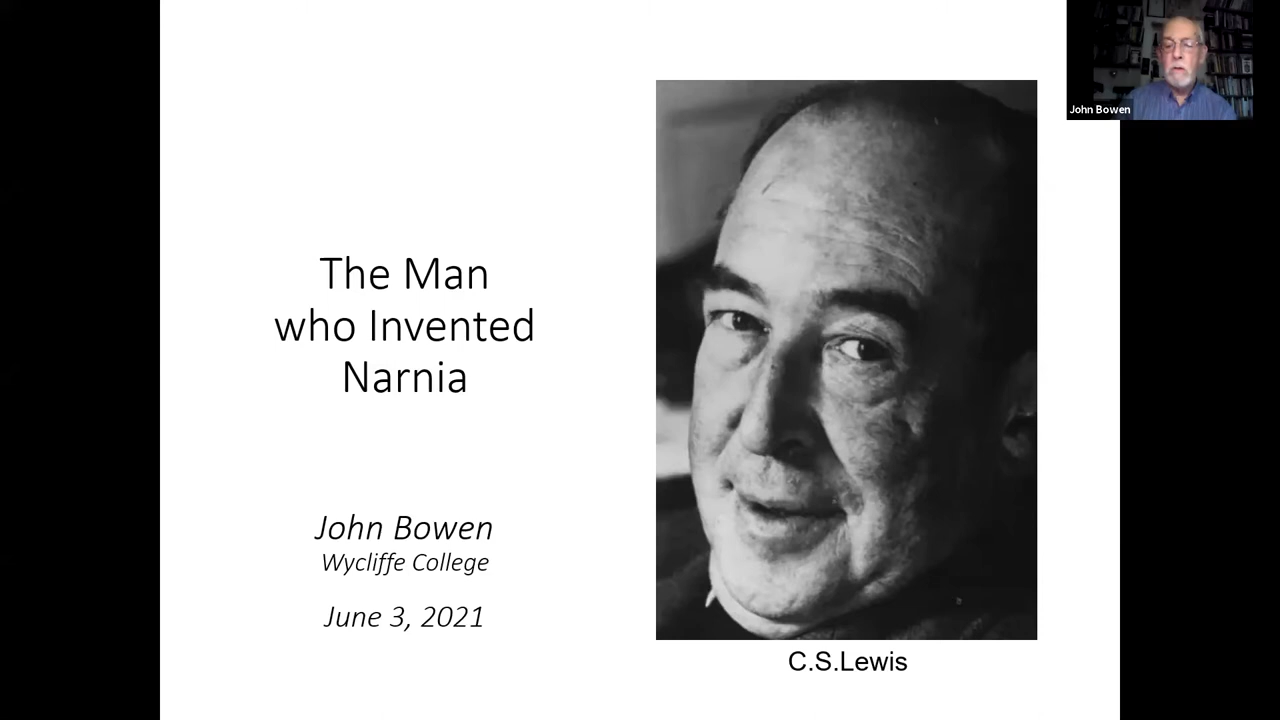 The Man
who Invented
Narnia
John Bowen
Wycliffe College
June 3, 2021
C.S.Lewis
John Bowen